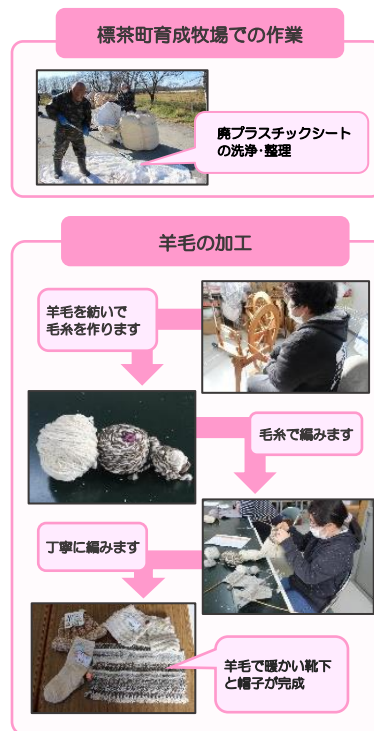 標茶町育成牧場での作業
廃プラスチックシート
の洗浄･整理
羊毛の加工
羊毛を紡いで
毛糸を作ります
毛糸で編みます
丁寧に編みます
羊毛で暖かい靴下
と帽子が完成